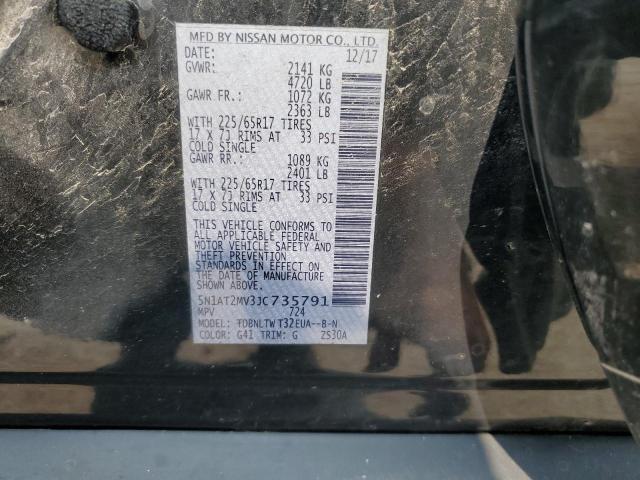 MFD BY NISSAN MOTOR CO., LTD.
DATE: 12/17
GVWR: 2141 KG
4720 LB
GAWR FR.: 1072 KG
2363 LB
WITH 225/65R17 TIRES
17 X 7J RIMS AT 33 PSI
COLD SINGLE
GAWR RR.: 1089 KG
2401 LB
WITH 225/65R17 TIRES
17 X 7J RIMS AT 33 PSI
COLD SINGLE
THIS VEHICLE CONFORMS TO
ALL APPLICABLE FEDERAL
MOTOR VEHICLE SAFETY AND
THEFT PREVENTION
STANDARDS IN EFFECT ON
THE DATE OF MANUFACTURE
SHOWN ABOVE.
5N1AT2MV3JC735791
MPV 724
MODEL: TDBNLTWT32EUA--B-N
COLOR: G41 TRIM: G 2S30A